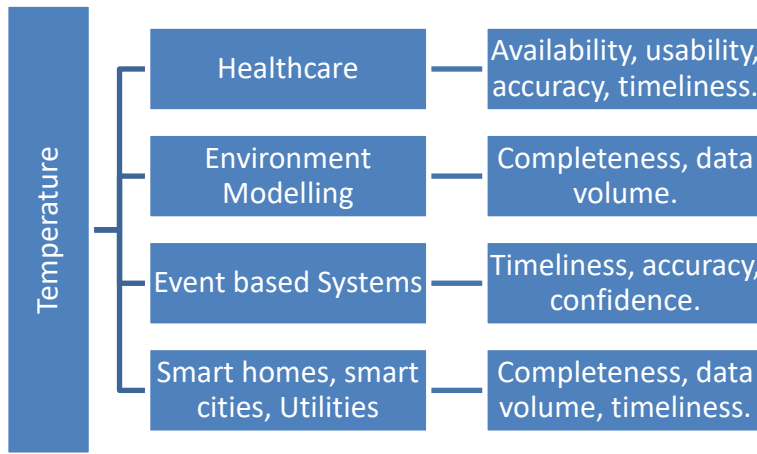 Temperature
Healthcare
Availability, usability,
accuracy, timeliness.
Environment
Modelling
Completeness, data
volume.
Event based Systems
Timeliness, accuracy,
confidence.
Smart homes, smart
cities, Utilities
Completeness, data
volume, timeliness.